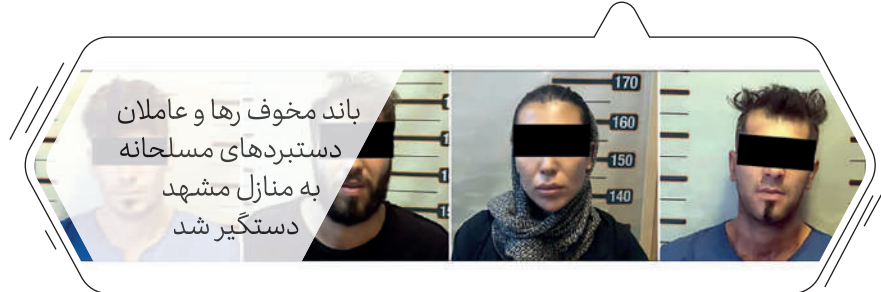 باند مخوف رها و عاملان
دستبردهای مسلحانه
به منازل مشهد
دستگیر شد
170
160
150
140